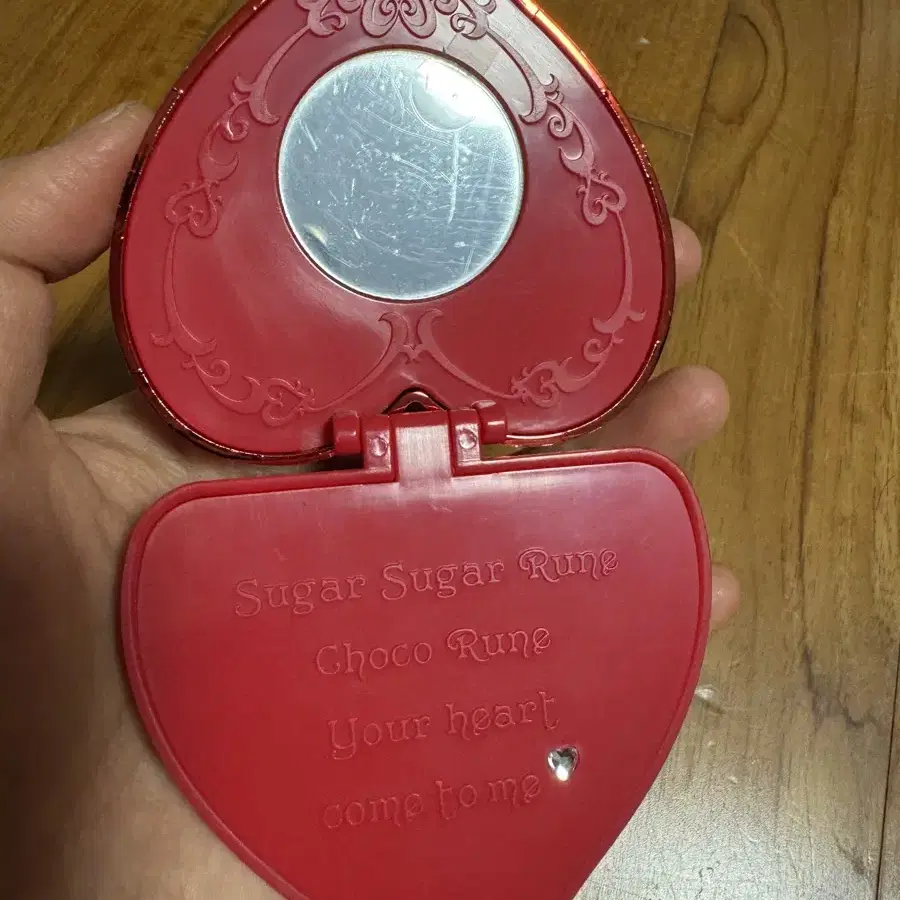 Sugar Sugar Rune
Choco Rune
Your heart
come to me